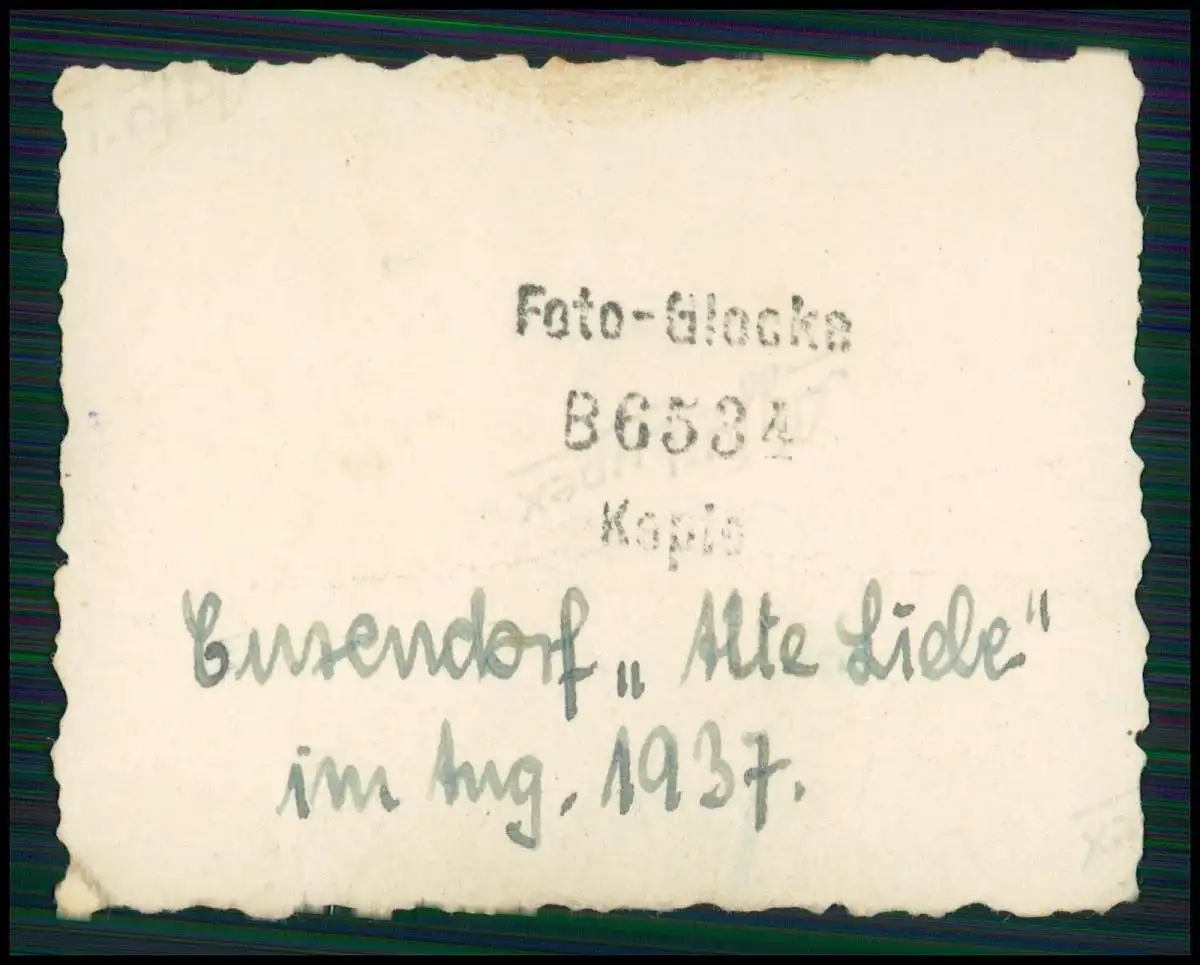 Foto-Glocke
B6534
Kopie
„Alte Liebe"
im Aug. 1937.